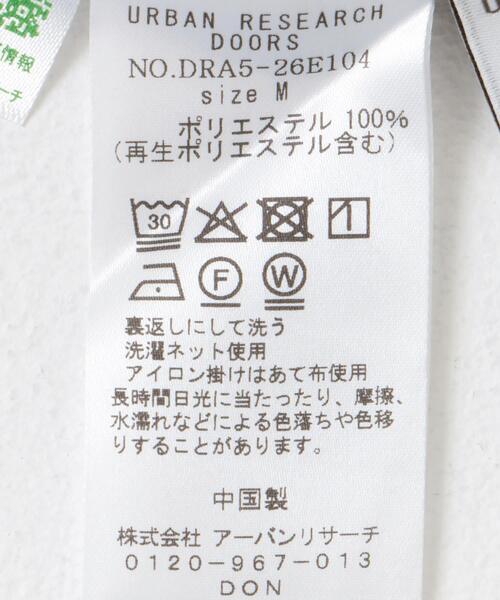 URBAN RESEARCH
DOORS
NO.DRA5-26E104
size M
ポリエステル 100%
(再生ポリエステル含む)
30
F
W
裏返しにして洗う
洗濯ネット使用
アイロン掛けはあて布使用
長時間日光に当たったり、摩擦、
水濡れなどによる色落ちや色移
りすることがあります。
中国製
株式会社 アーバンリサーチ
0120-967-013
DON
情報
ーチ